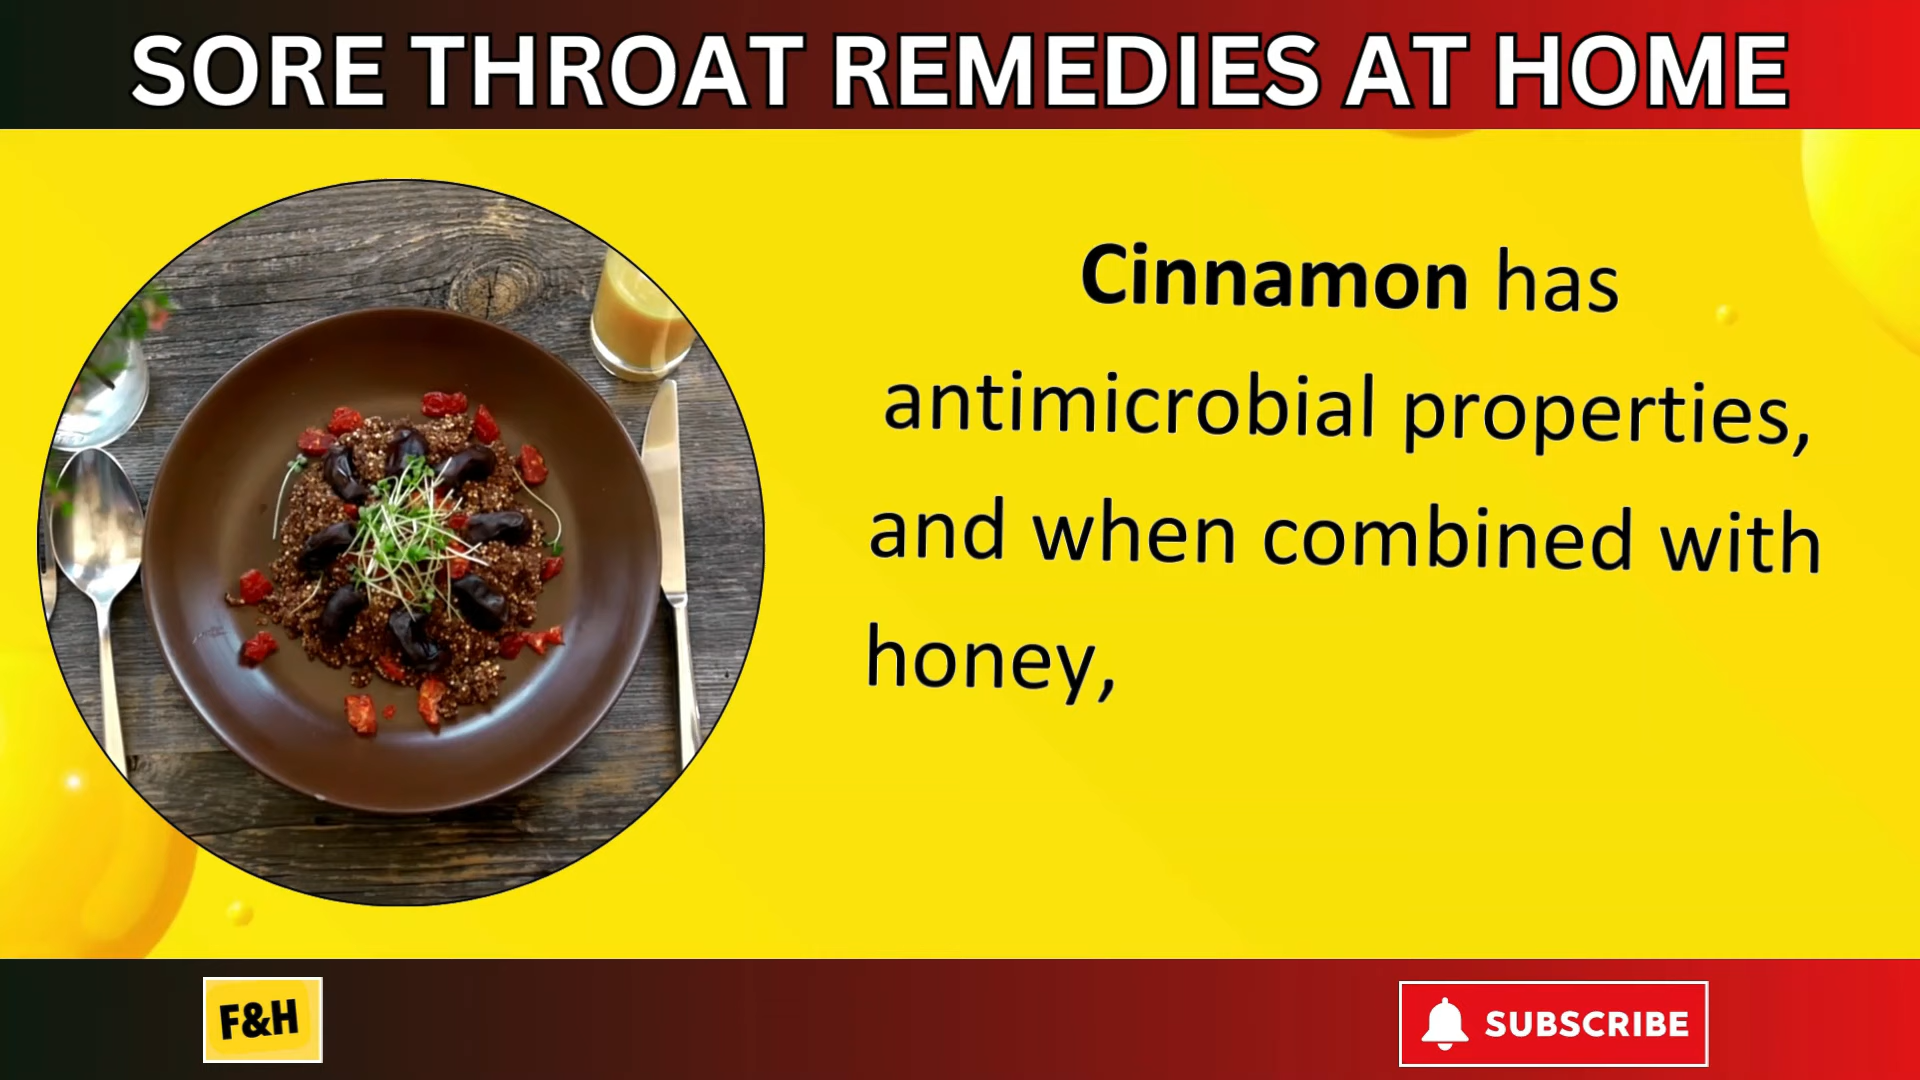 SORE THROAT REMEDIES AT HOME
Cinnamon has
antimicrobial properties,
and when combined with
honey,
F&H
SUBSCRIBE